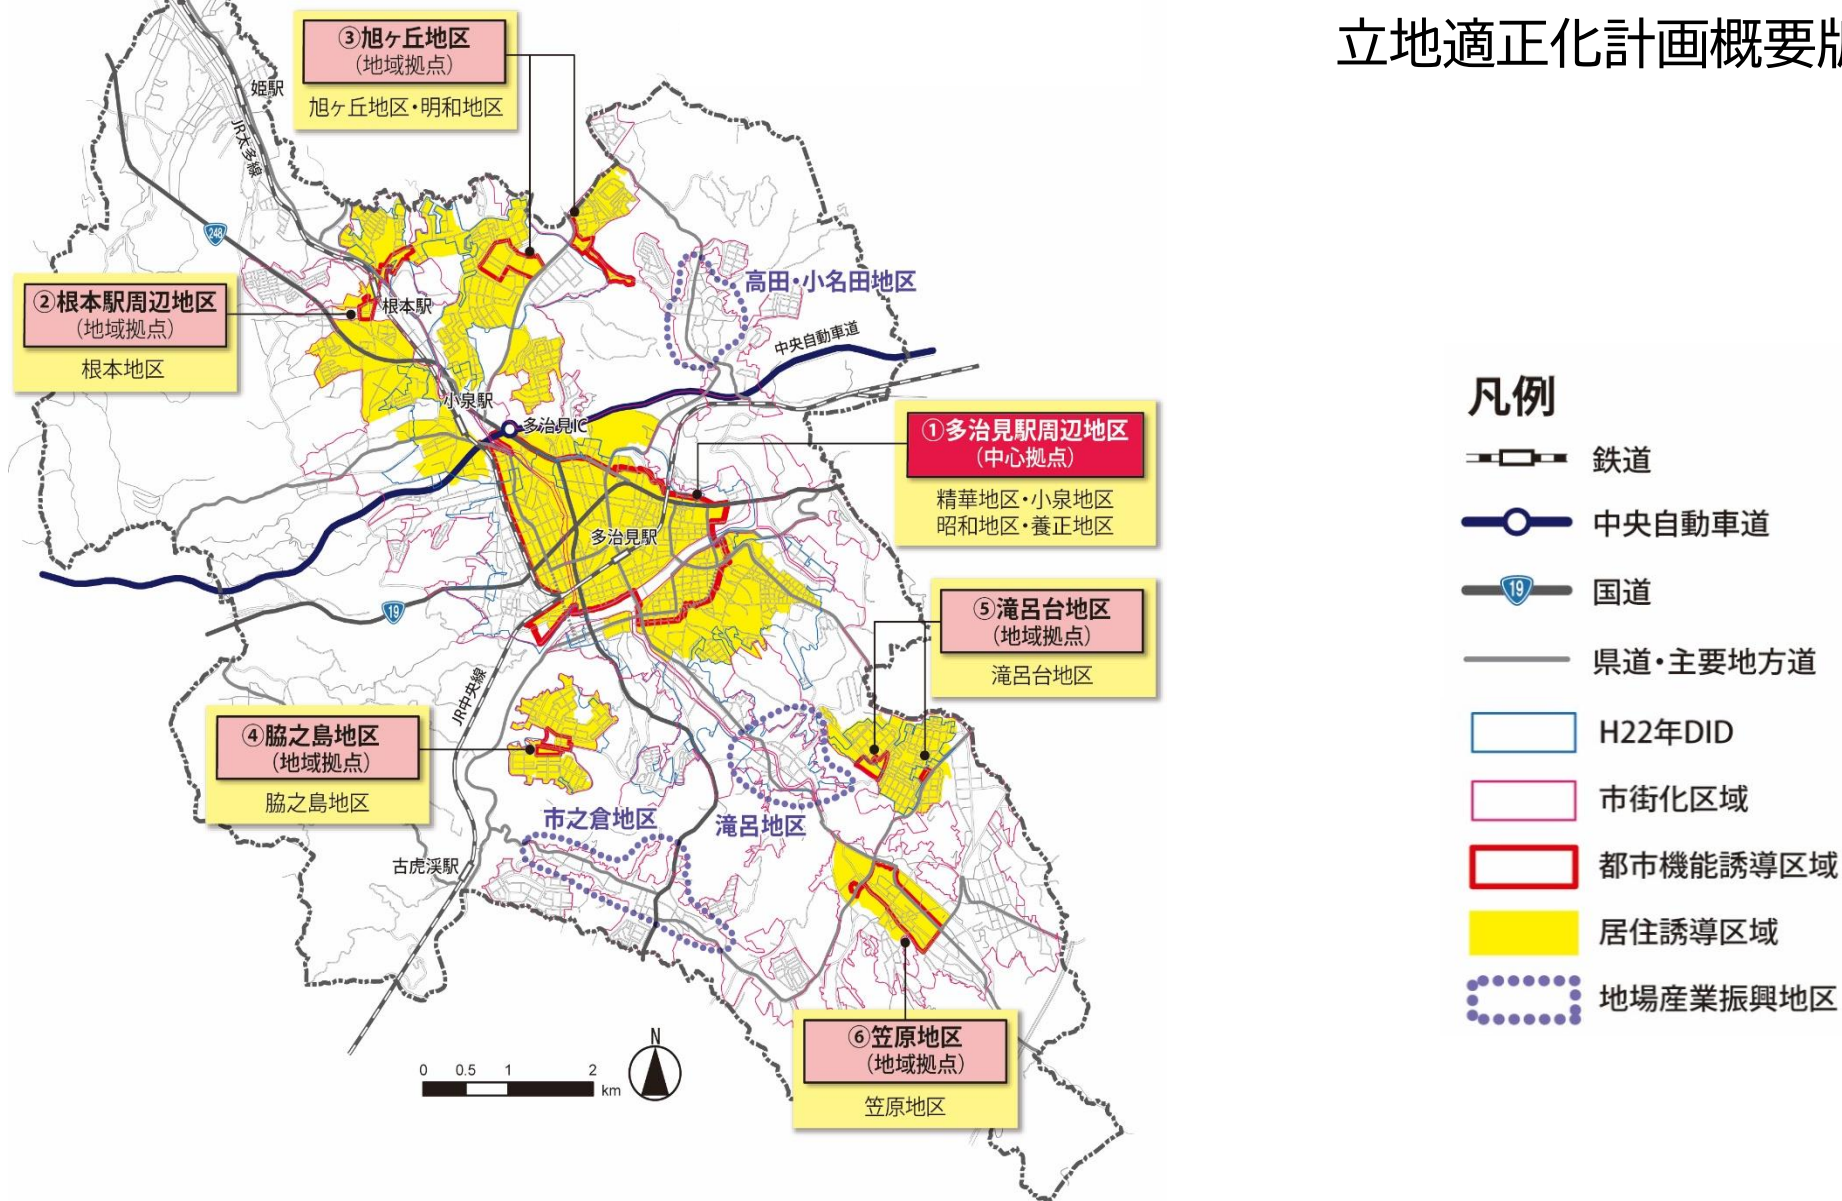 立地適正化計画概要版
③旭ヶ丘地区
(地域拠点)
旭ヶ丘地区・明和地区
姫駅
JR太多線
248
②根本駅周辺地区
(地域拠点)
根本地区
根本駅
高田・小名田地区
中央自動車道
小泉駅
多治見IC
①多治見駅周辺地区
(中心拠点)
精華地区・小泉地区
昭和地区・養正地区
多治見駅
19
⑤滝呂台地区
(地域拠点)
滝呂台地区
JR中央線
④脇之島地区
(地域拠点)
脇之島地区
市之倉地区
滝呂地区
古虎渓駅
⑥笠原地区
(地域拠点)
笠原地区
0 0.5 1 2
km
N
凡例
鉄道
中央自動車道
19
国道
県道・主要地方道
H22年DID
市街化区域
都市機能誘導区域
居住誘導区域
地場産業振興地区